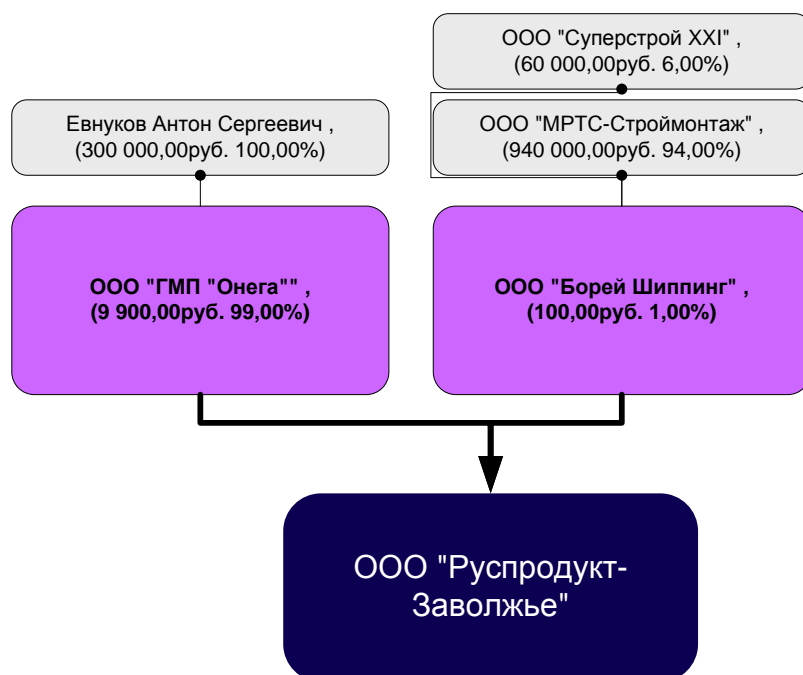 ООО "Суперстрой XXI" ,
(60 000,00руб. 6,00%)
Евнуков Антон Сергеевич ,
(300 000,00руб. 100,00%)
ООО "МРТС-Строймонтаж" ,
(940 000,00руб. 94,00%)
ООО "ГМП "Онега"" ,
(9 900,00руб. 99,00%)
ООО "Борей Шиппинг" ,
(100,00руб. 1,00%)
ООО "Руспродукт-
Заволжье"